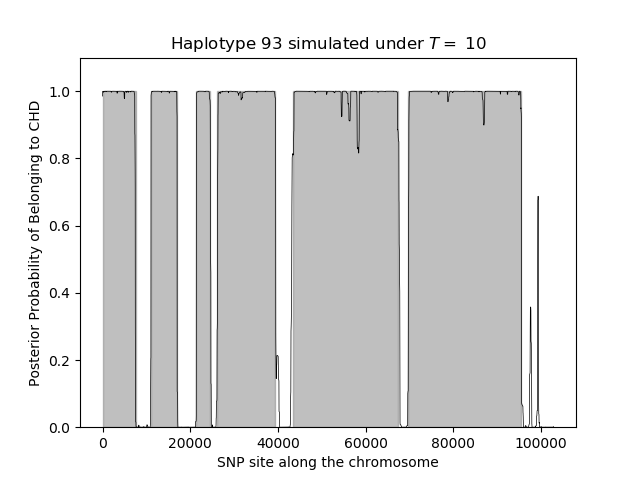 Haplotype 93 simulated under T = 10
Posterior Probability of Belonging to CHD
1.0
0.8
0.6
0.4
0.2
0.0
0 20000 40000 60000 80000 100000
SNP site along the chromosome